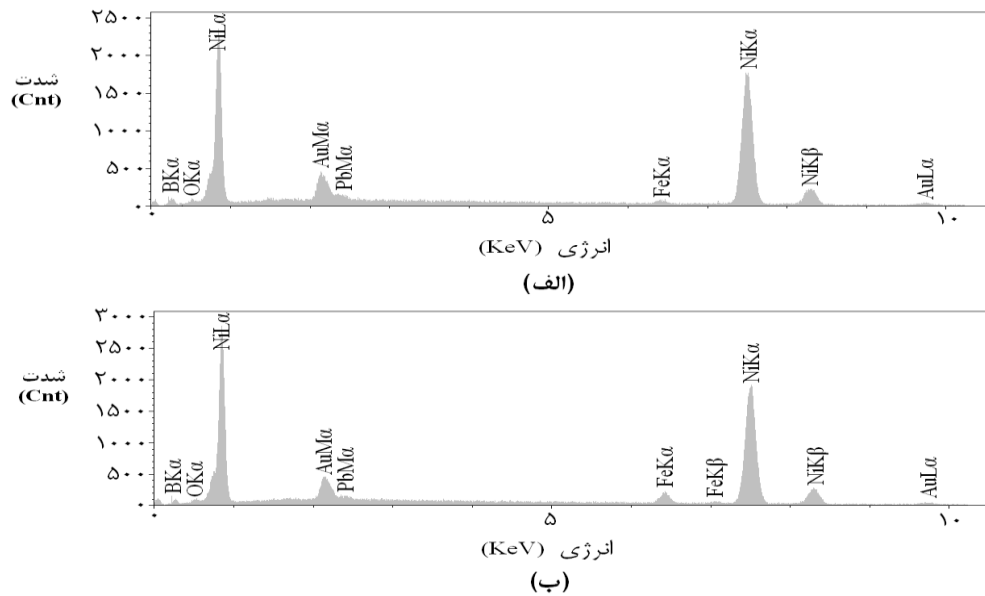 ۲۵۰۰
۲۰۰۰
۱۵۰۰
۱۰۰۰
۵۰۰
۰
شدت
(Cnt)
BKα
OKα
NiLα
AuMα
PbMα
FeKα
NiKα
NiKβ
AuLα
۰ ۵ ۱۰
انرژی (KeV)
(الف)
۳۰۰۰
۲۵۰۰
۲۰۰۰
۱۵۰۰
۱۰۰۰
۵۰۰
۰
شدت
(Cnt)
BKα
OKα
NiLα
AuMα
PbMα
FeKα
FeKβ
NiKα
NiKβ
AuLα
۰ ۵ ۱۰
انرژی (KeV)
(ب)